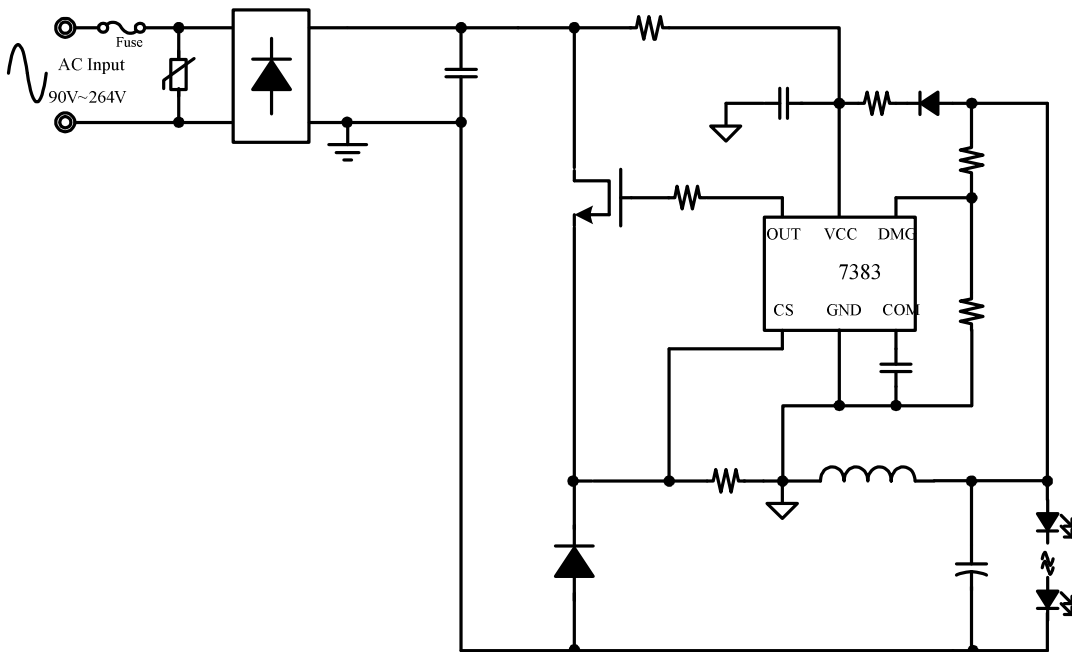 Fuse
AC Input
90V~264V
OUT VCC DMG
7383
CS GND COM